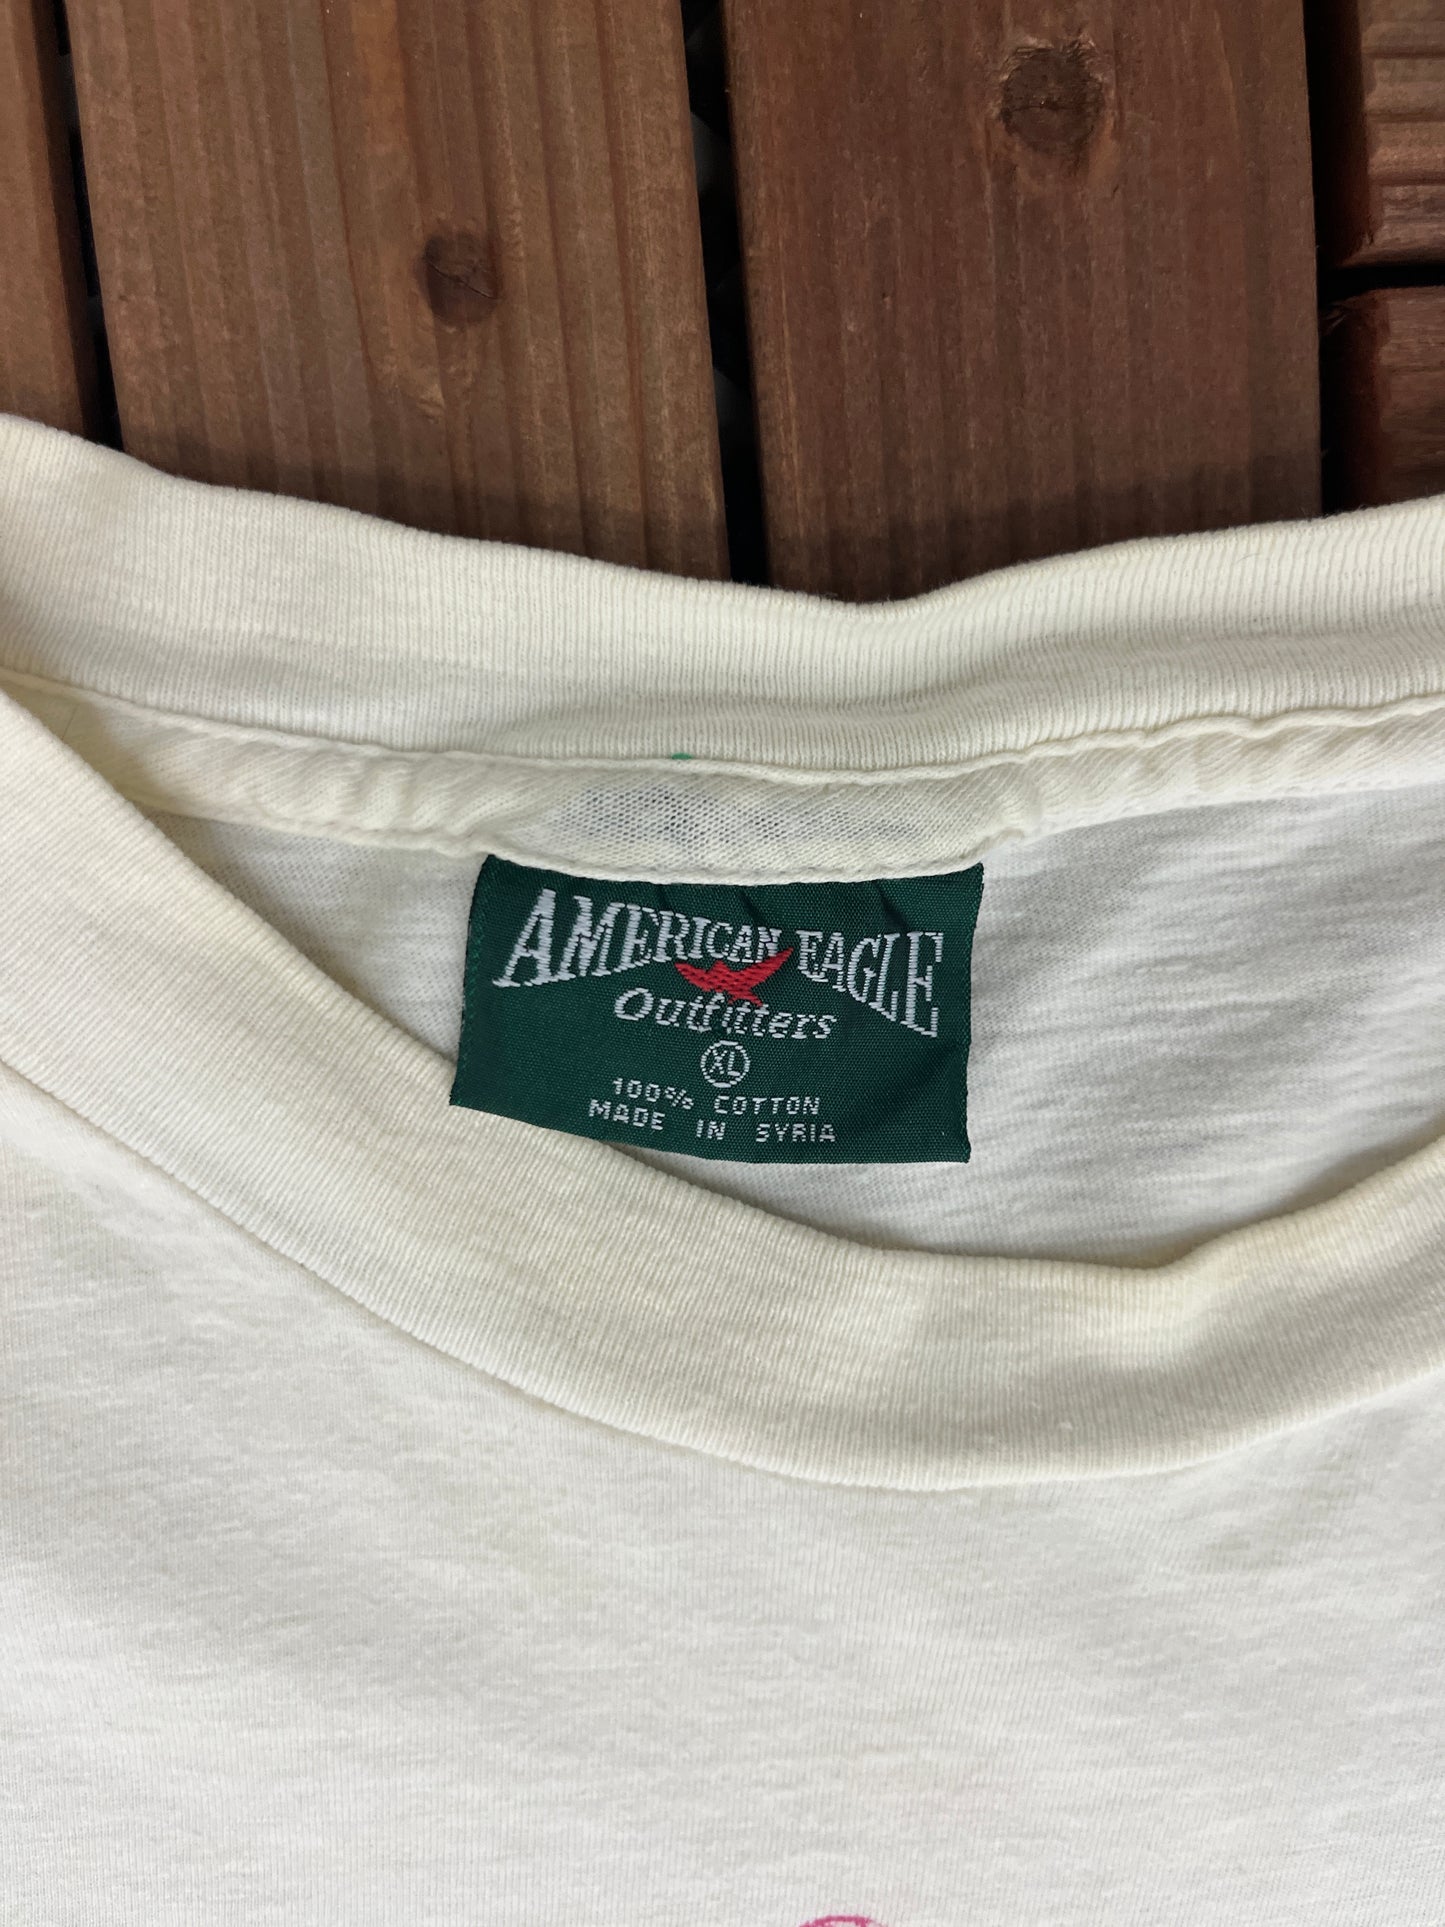 AMERICAN EAGLE
Outfitters
XL
100% COTTON
MADE IN SYRIA